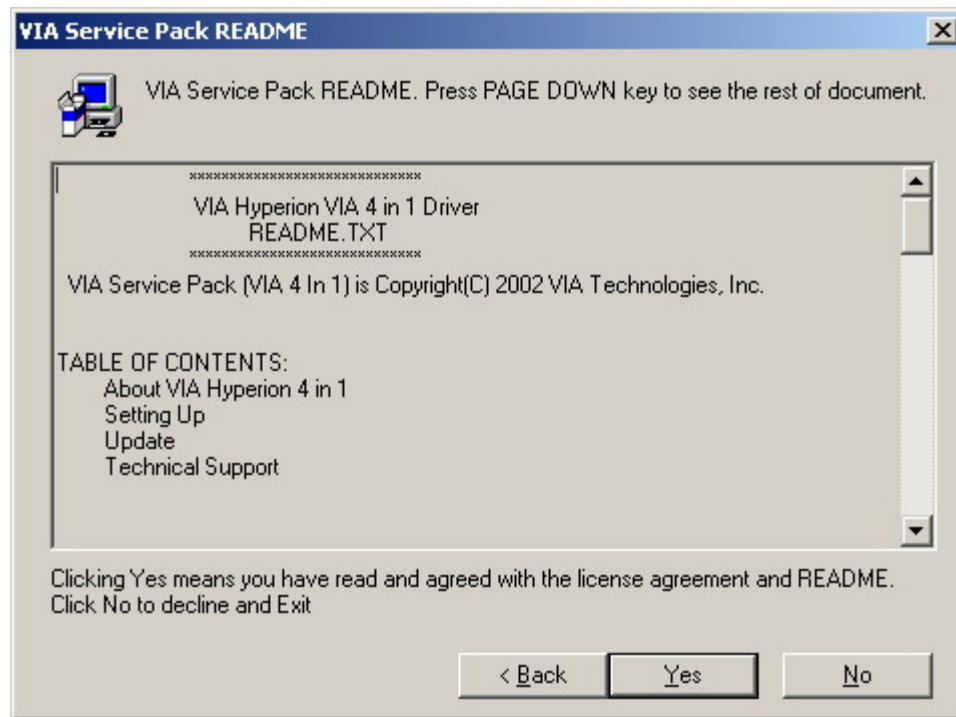 VIA Service Pack README
VIA Service Pack README. Press PAGE DOWN key to see the rest of document.
*****************************
VIA Hyperion VIA 4 in 1 Driver
README.TXT
*****************************
VIA Service Pack (VIA 4 In 1) is Copyright(C) 2002 VIA Technologies, Inc.
TABLE OF CONTENTS:
About VIA Hyperion 4 in 1
Setting Up
Update
Technical Support
Clicking Yes means you have read and agreed with the license agreement and README.
Click No to decline and Exit
< Back
Yes
No